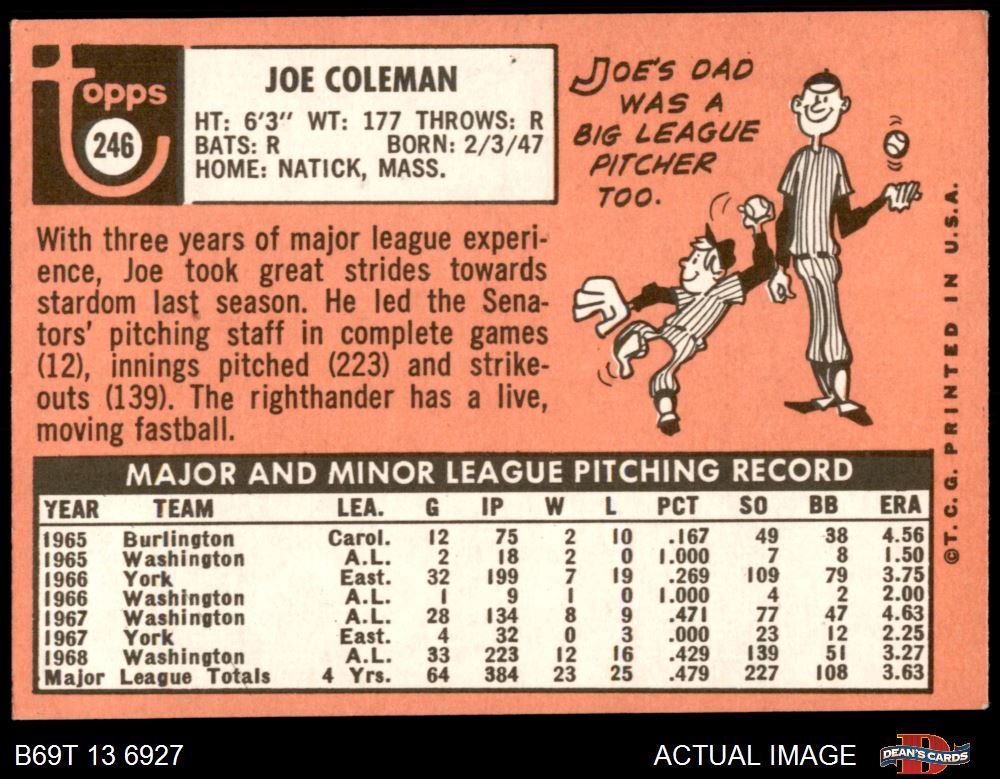 Topps
246
JOE COLEMAN
HT: 6'3" WT: 177 THROWS: R
BATS: R BORN: 2/3/47
HOME: NATICK, MASS.
JOE'S DAD
WAS A
BIG LEAGUE
PITCHER
TOO.
With three years of major league experi-
ence, Joe took great strides towards
stardom last season. He led the Sena-
tors' pitching staff in complete games
(12), innings pitched (223) and strike-
outs (139). The righthander has a live,
moving fastball.
MAJOR AND MINOR LEAGUE PITCHING RECORD
YEAR TEAM LEA. G IP W L PCT SO BB ERA
1965 Burlington Carol. 12 75 2 10 .167 49 38 4.56
1965 Washington A.L. 2 18 2 0 1.000 7 8 1.50
1966 York East. 32 199 7 19 .269 109 79 3.75
1966 Washington A.L. 1 9 1 0 1.000 4 2 2.00
1967 Washington A.L. 28 134 8 9 .471 77 47 4.63
1967 York East. 4 32 0 3 .000 23 12 2.25
1968 Washington A.L. 33 223 12 16 .429 139 51 3.27
Major League Totals 4 Yrs. 64 384 23 25 .479 227 108 3.63
©T.C.G. PRINTED IN U.S.A.
B69T 13 6927
ACTUAL IMAGE
DEAN'S CARDS